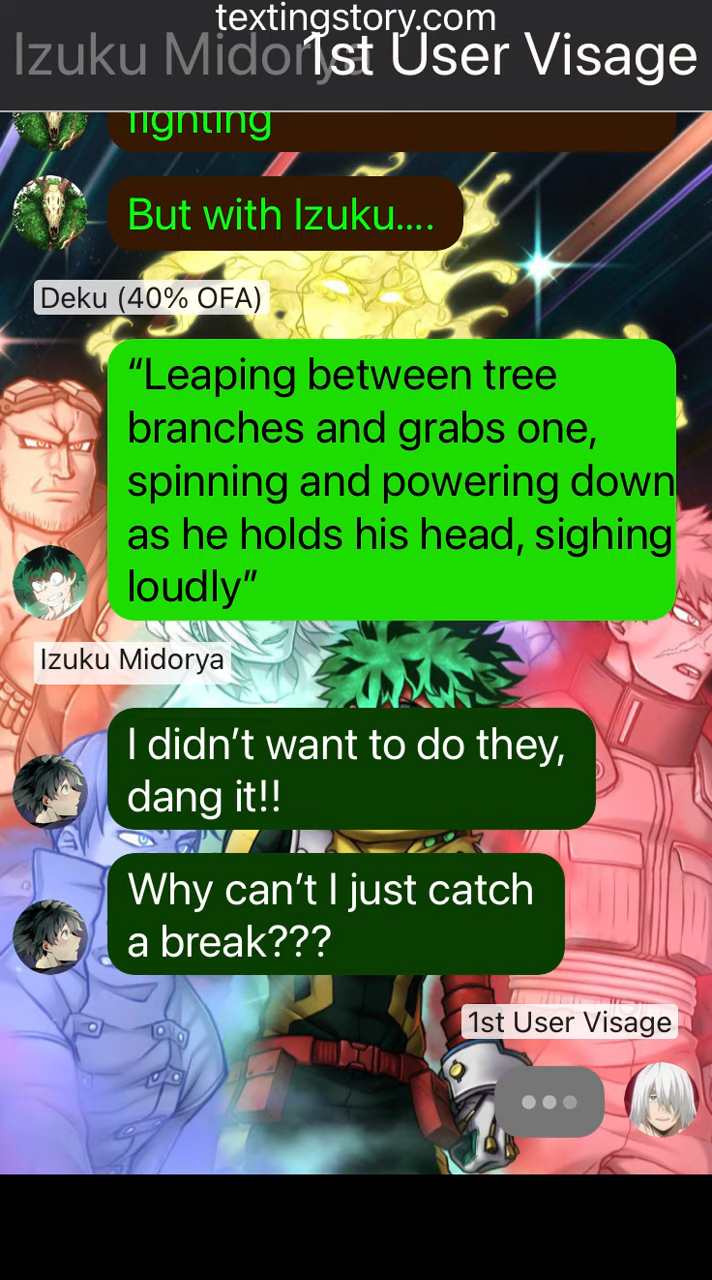 textingstory.com
Izuku Midorya 1st User Visage
fighting
But with Izuku....
Deku (40% OFA)
“Leaping between tree
branches and grabs one,
spinning and powering down
as he holds his head, sighing
loudly”
Izuku Midorya
I didn’t want to do they,
dang it!!
Why can’t I just catch
a break???
1st User Visage